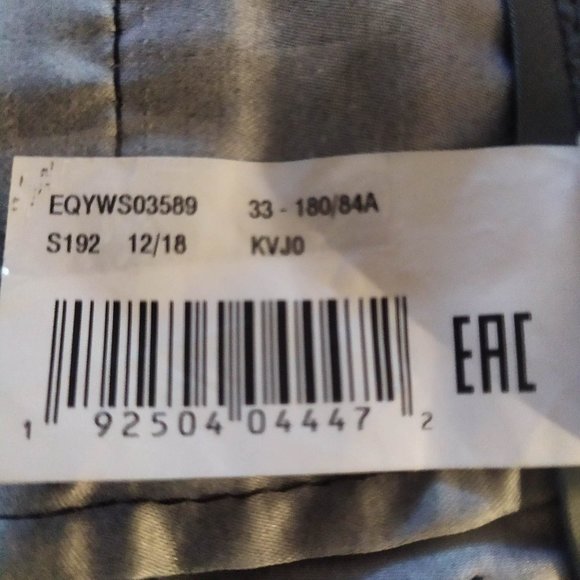 EQYWS03589 33 - 180/84A
S192 12/18 KVJ0
EAC
1 92504 04447 2